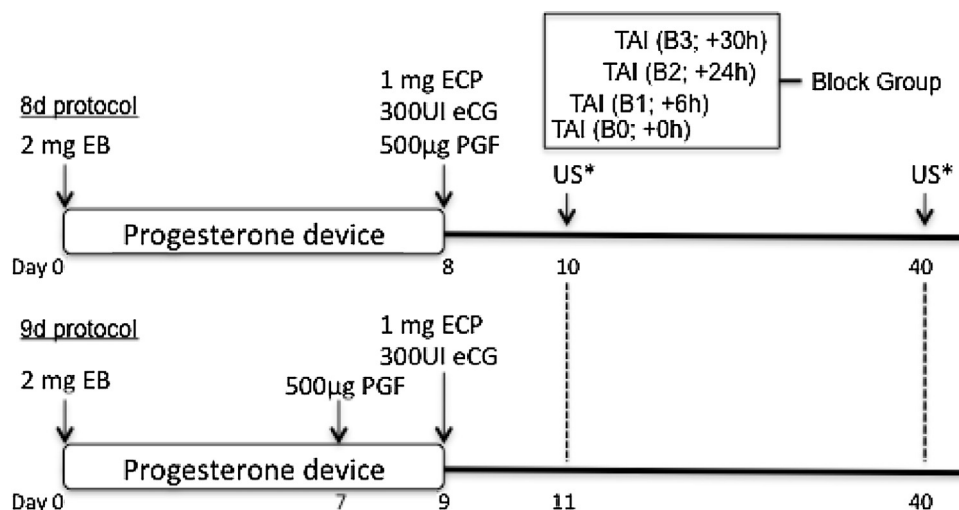 TAI (B3; +30h)
TAI (B2; +24h)
TAI (B1; +6h)
TAI (B0; +0h)
Block Group
8d protocol
2 mg EB
1 mg ECP
300UI eCG
500µg PGF
US*
US*
Progesterone device
Day 0
8
10
40
9d protocol
2 mg EB
500µg PGF
1 mg ECP
300UI eCG
Progesterone device
Day 0
7
9
11
40